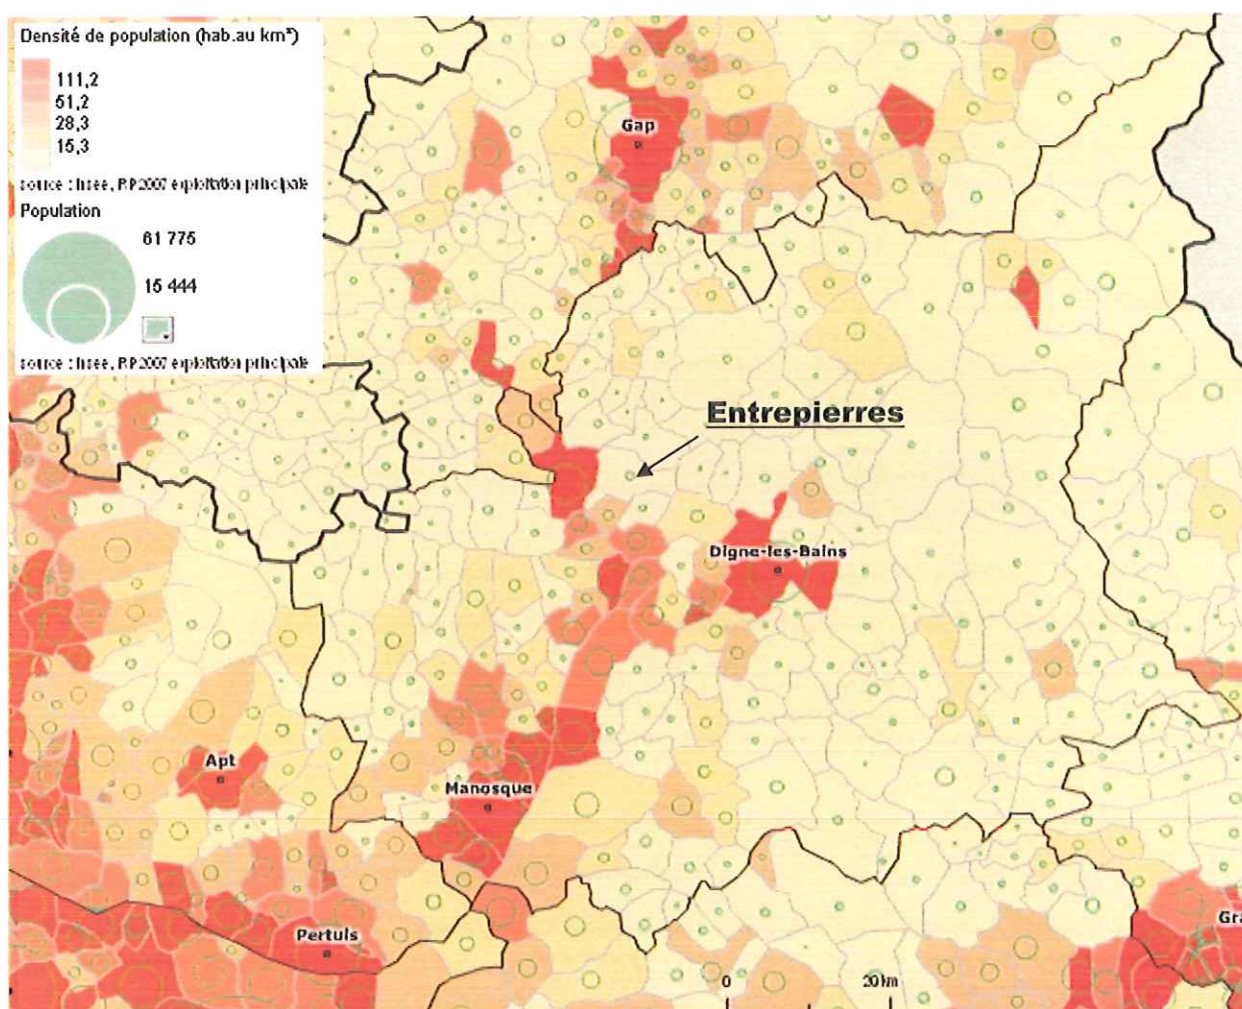 Densité de population (hab.au km²)
111,2
51,2
28,3
15,3
source : Insee, RP2007 exploitation principale
Population
61 775
15 444
source : Insee, RP2007 exploitation principale
Gap
Entrepierres
Digne-les-Bains
Apt
Manosque
Pertuis
Gra
0
20 km